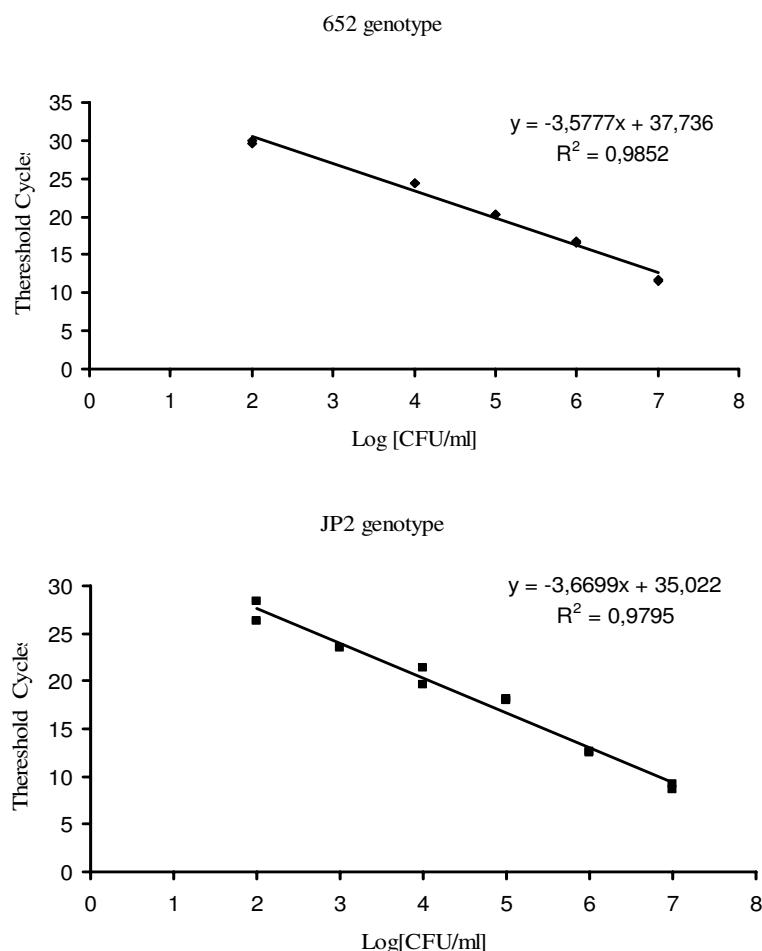 652 genotype
35
30
25
20
15
10
5
0
y = -3,5777x + 37,736
R² = 0,9852
Thereshold Cycles
0 1 2 3 4 5 6 7 8
Log [CFU/ml]
JP2 genotype
30
25
20
15
10
5
0
y = -3,6699x + 35,022
R² = 0,9795
Thereshold Cycles
0 1 2 3 4 5 6 7 8
Log[CFU/ml]